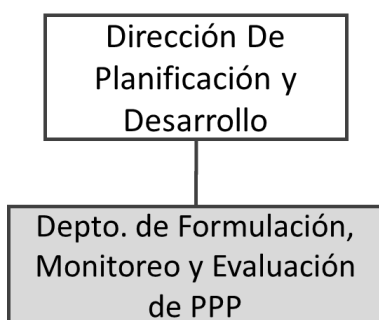 Dirección De
Planificación y
Desarrollo
Depto. de Formulación,
Monitoreo y Evaluación
de PPP